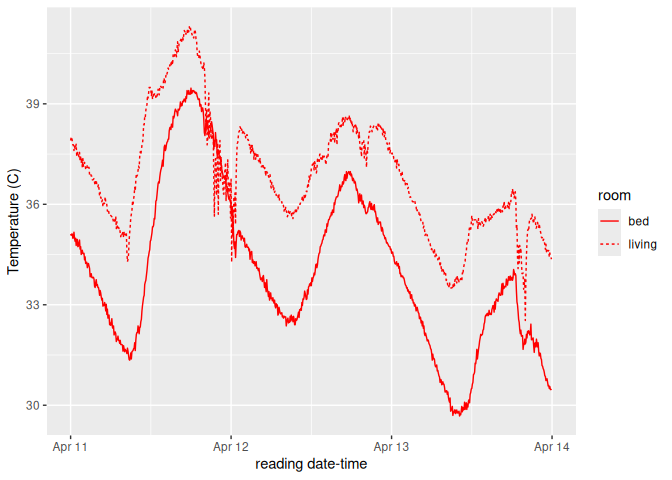 39
36
33
30
Temperature (C)
Apr 11
Apr 12
Apr 13
Apr 14
reading date-time
room
bed
living